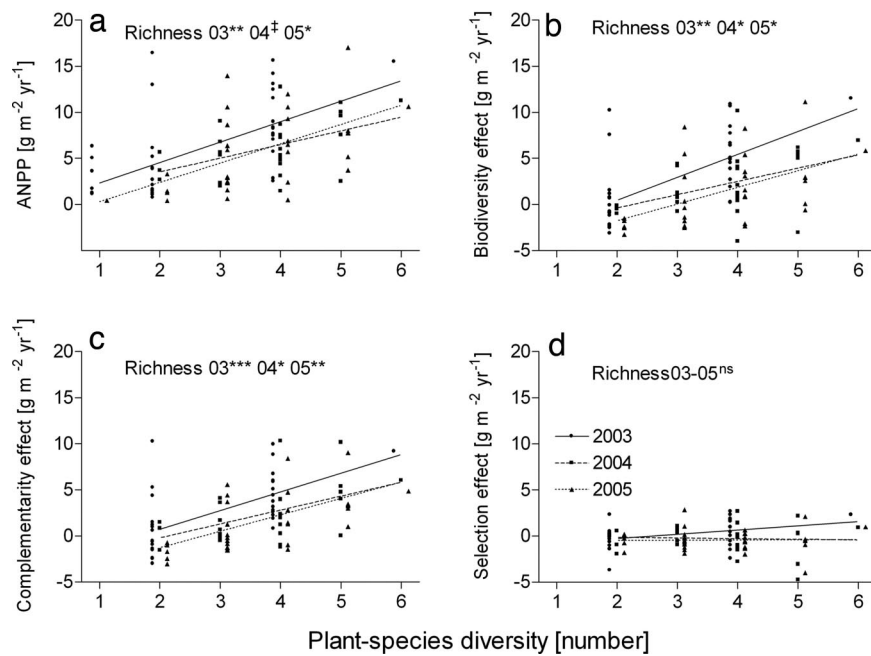 a
Richness 03** 04‡ 05*
ANPP [g m⁻² yr⁻¹]
20
15
10
5
0
1 2 3 4 5 6
b
Richness 03** 04* 05*
Biodiversity effect [g m⁻² yr⁻¹]
20
15
10
5
0
-5
1 2 3 4 5 6
c
Richness 03*** 04* 05**
Complementarity effect [g m⁻² yr⁻¹]
20
15
10
5
0
-5
1 2 3 4 5 6
d
Richness03-05ⁿˢ
Selection effect [g m⁻² yr⁻¹]
20
15
10
5
0
-5
2003
2004
2005
1 2 3 4 5 6
Plant-species diversity [number]